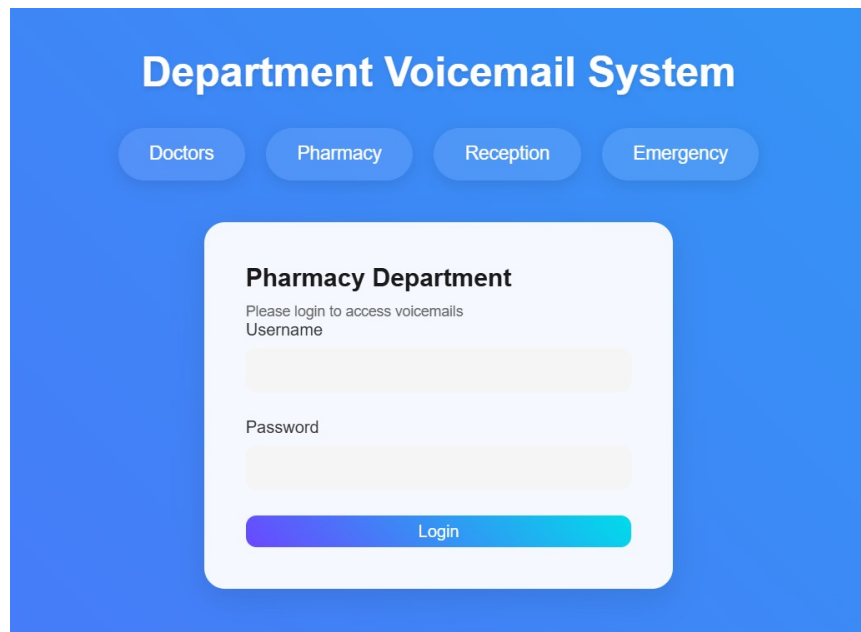 Department Voicemail System
Doctors Pharmacy Reception Emergency
Pharmacy Department
Please login to access voicemails
Username
Password
Login